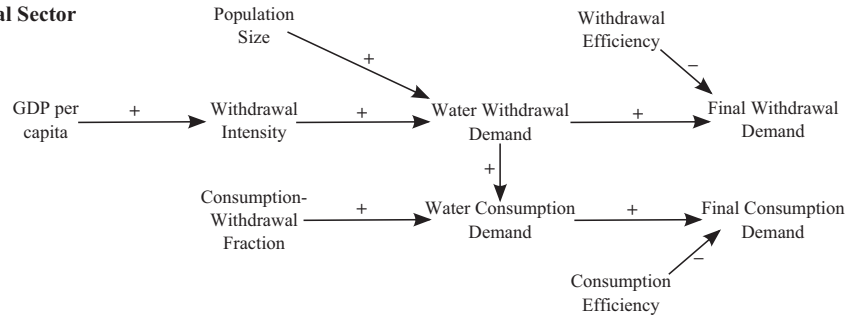 al Sector
Population
Size
Withdrawal
Efficiency
+
–
GDP per
capita
+
Withdrawal
Intensity
+
Water Withdrawal
Demand
+
Final Withdrawal
Demand
+
Consumption-
Withdrawal
Fraction
+
Water Consumption
Demand
+
Final Consumption
Demand
–
Consumption
Efficiency